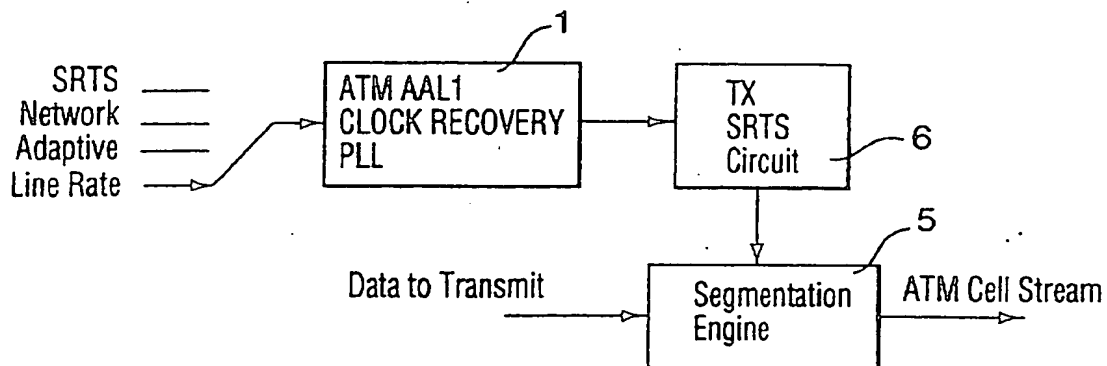 1
SRTS
Network
Adaptive
Line Rate
ATM AAL1
CLOCK RECOVERY
PLL
TX
SRTS
Circuit
6
5
Data to Transmit
Segmentation
Engine
ATM Cell Stream